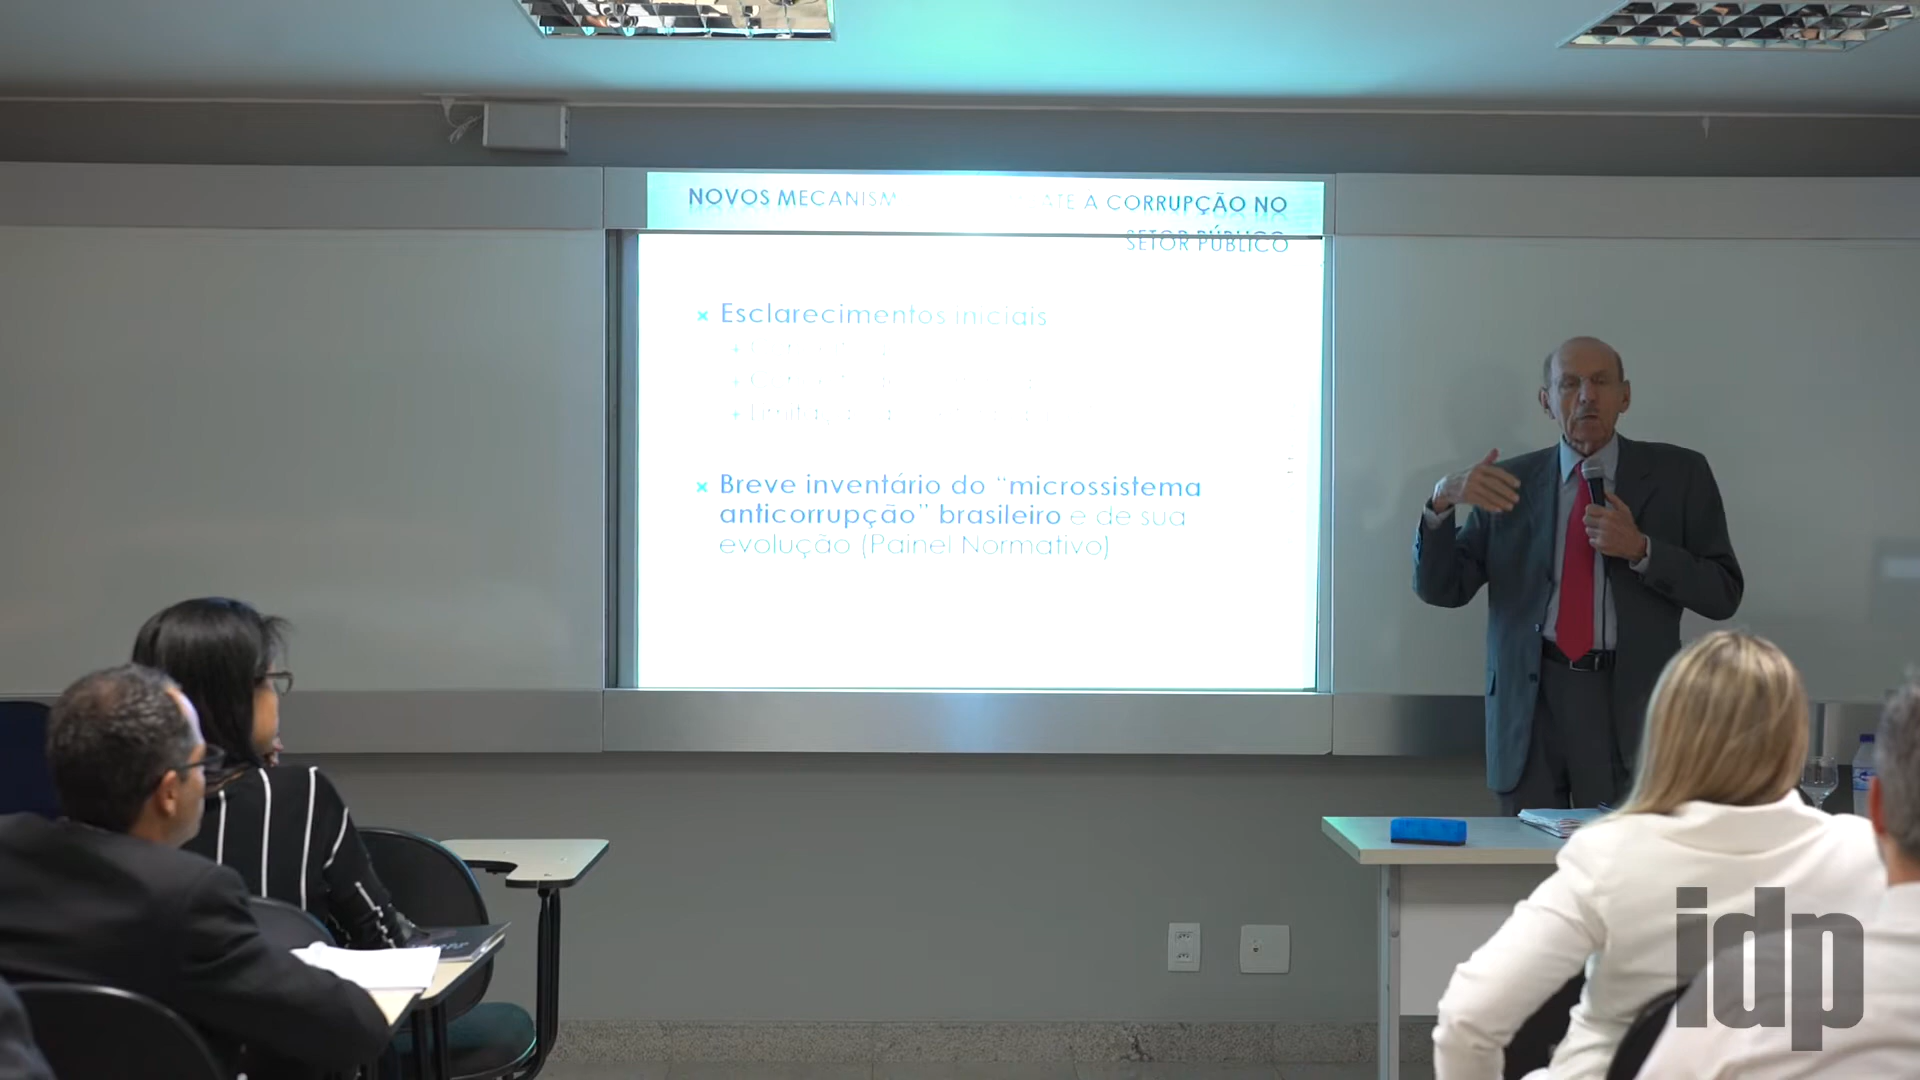 NOVOS MECANISM ATE A CORRUPÇÃO NO
SETOR PÚBLICO
Esclarecimentos iniciais
Breve inventário do “microssistema
anticorrupção” brasileiro e de sua
evolução (Painel Normativo)
idp